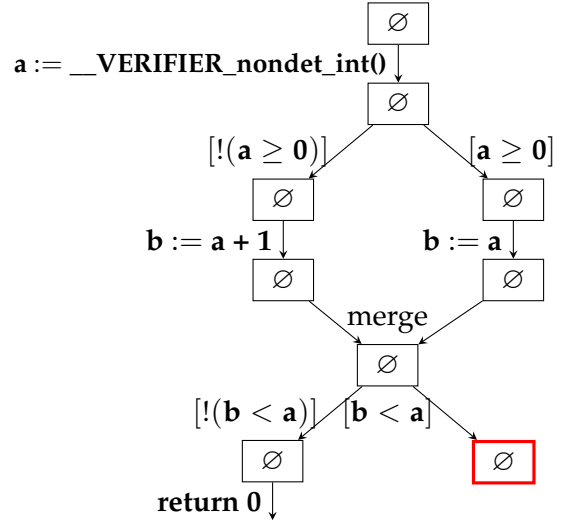 ∅
a := __VERIFIER_nondet_int()
∅
[!(a ≥ 0)] [a ≥ 0]
∅ ∅
b := a + 1 b := a
∅ ∅
merge
∅
[!(b < a)] [b < a]
∅ ∅
return 0